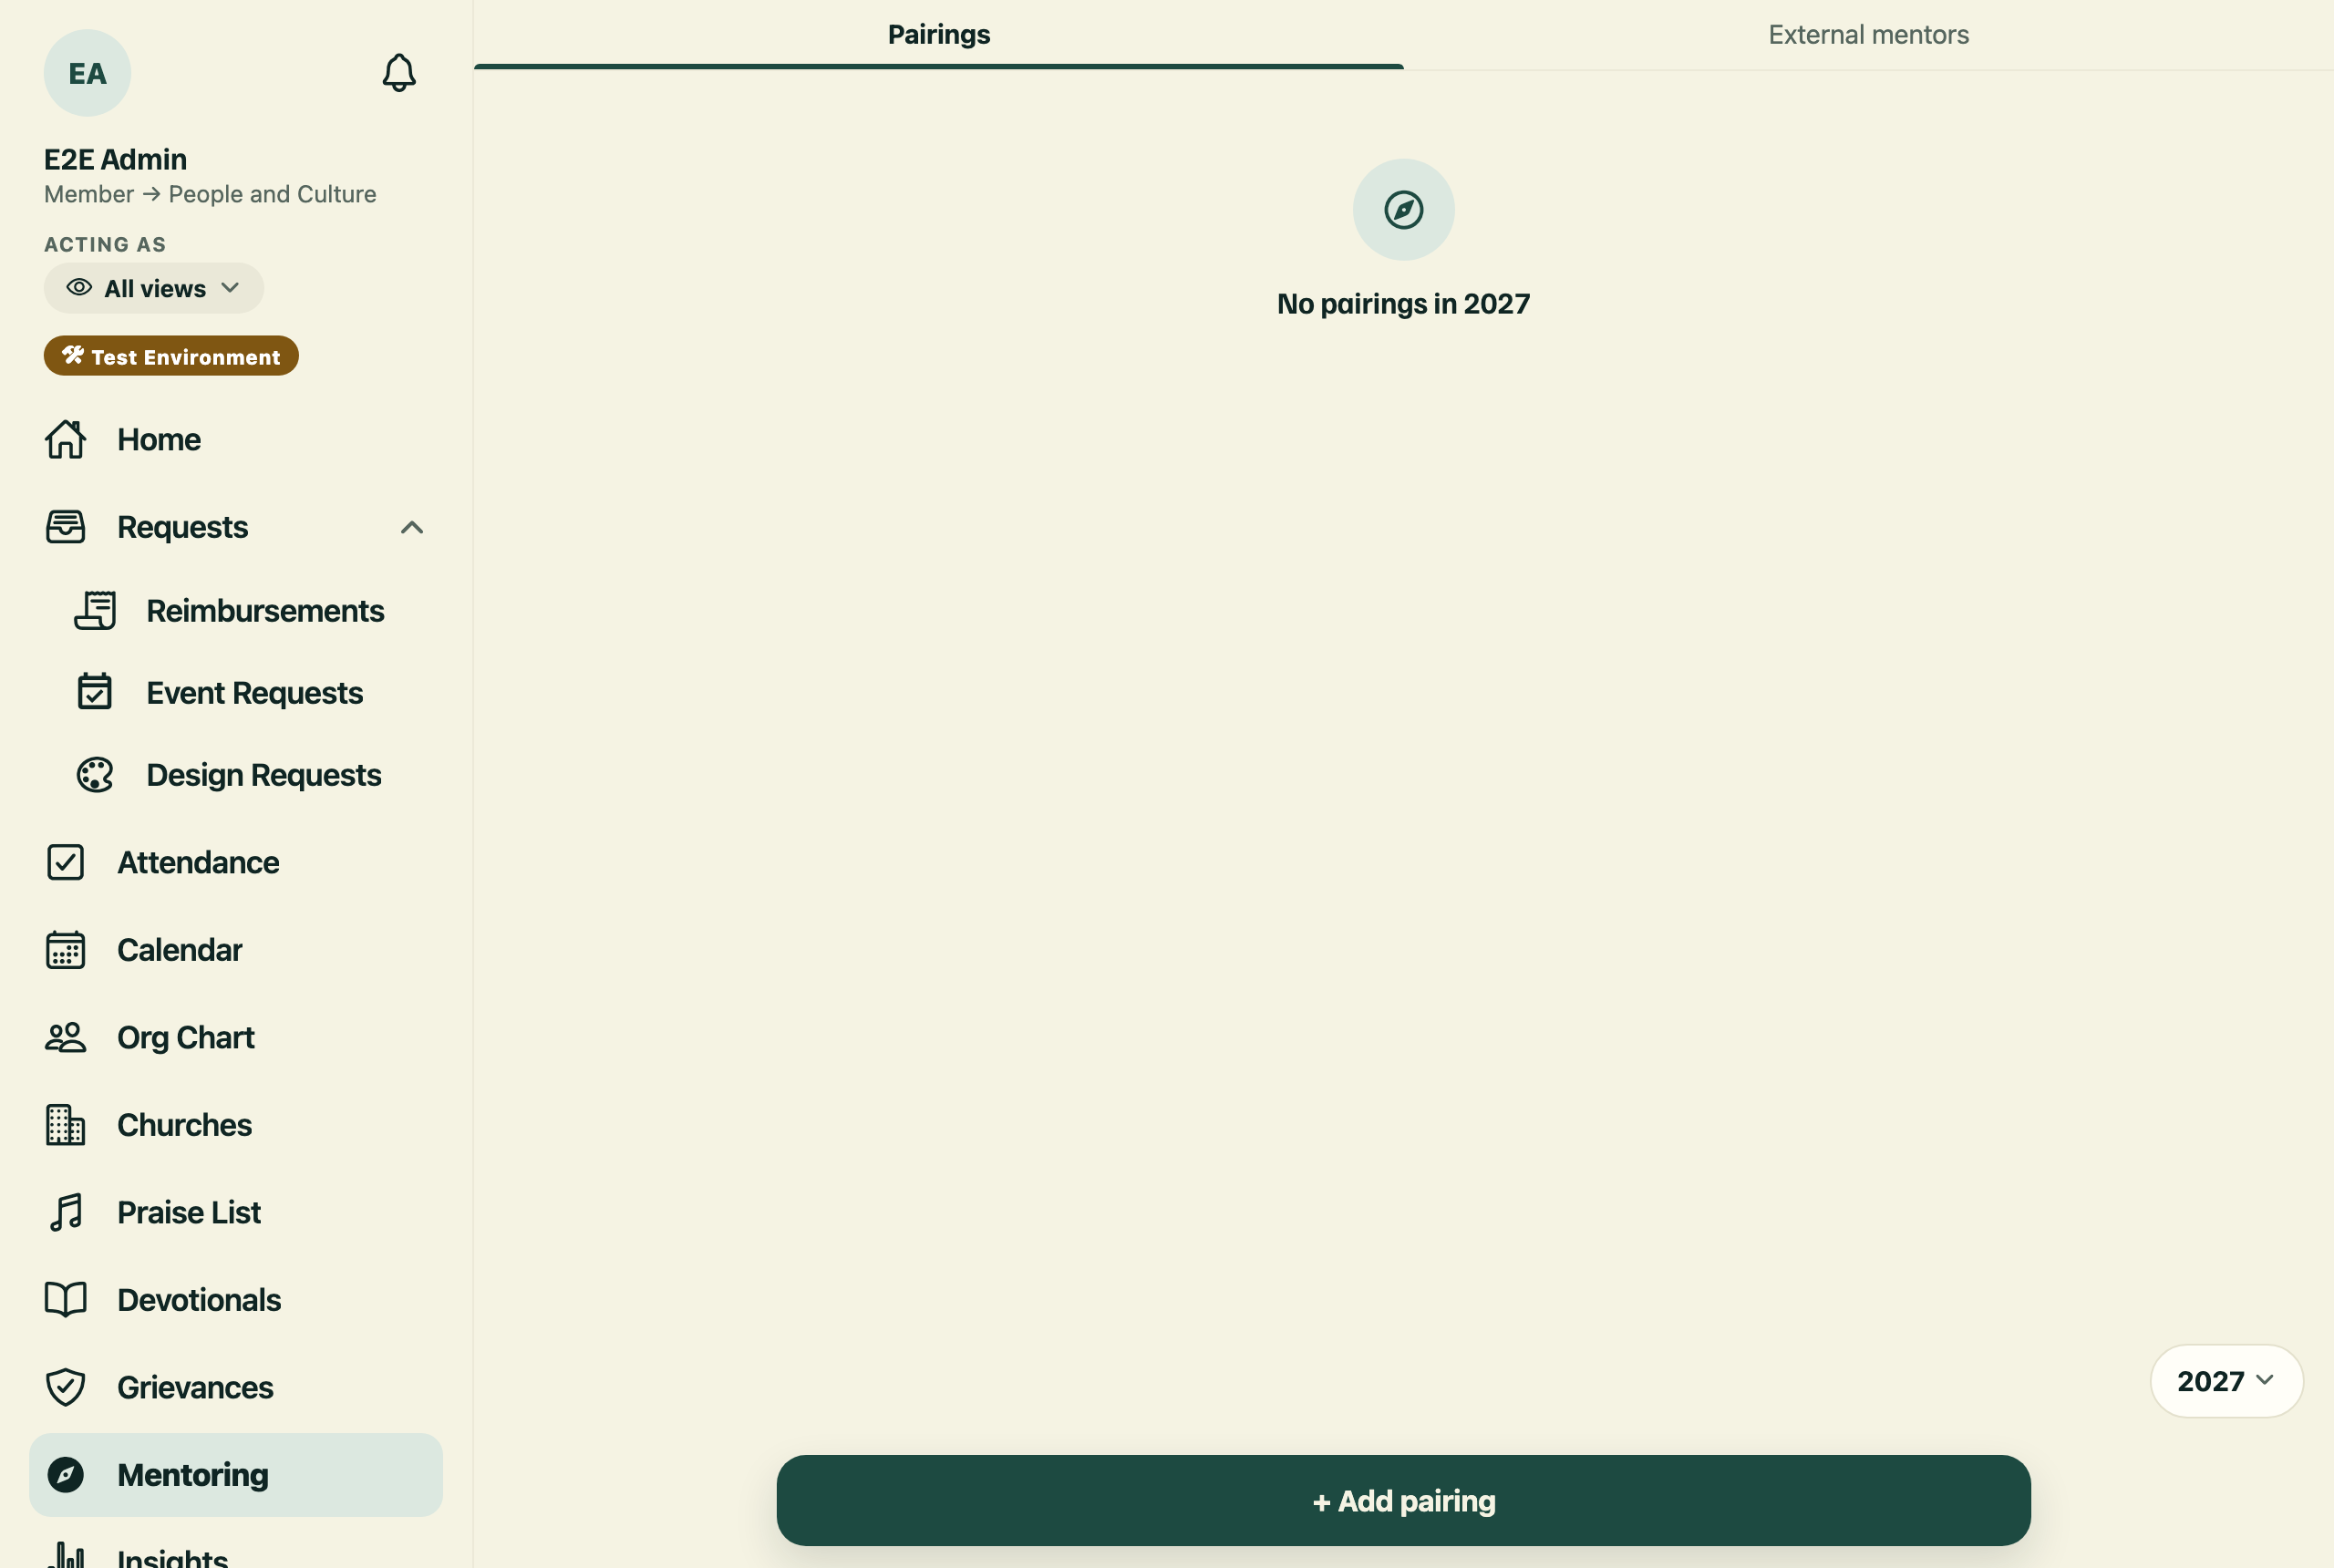 EA
E2E Admin
Member → People and Culture
ACTING AS
All views
🛠 Test Environment
Home
Requests
Reimbursements
Event Requests
Design Requests
Attendance
Calendar
Org Chart
Churches
Praise List
Devotionals
Grievances
Mentoring
Insights
Pairings
External mentors
No pairings in 2027
2027
+ Add pairing